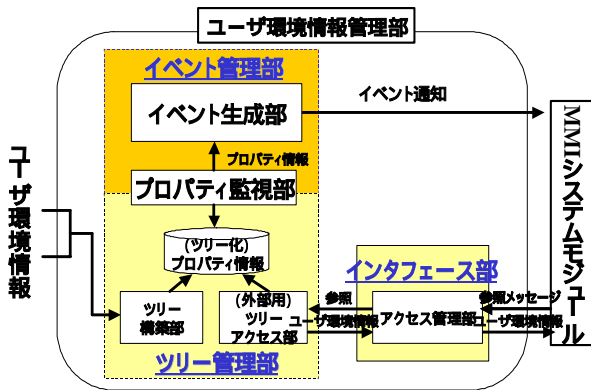 ユーザ環境情報管理部
イベント管理部
イベント生成部
イベント通知
プロパティ情報
プロパティ監視部
ユーザ環境情報
MMIシステムモジュール
(ツリー化)
プロパティ情報
インタフェース部
ツリー
構築部
(外部用)
ツリー
アクセス部
参照
ユーザ環境情報
アクセス管理部
参照メッセージ
ユーザ環境情報
ツリー管理部